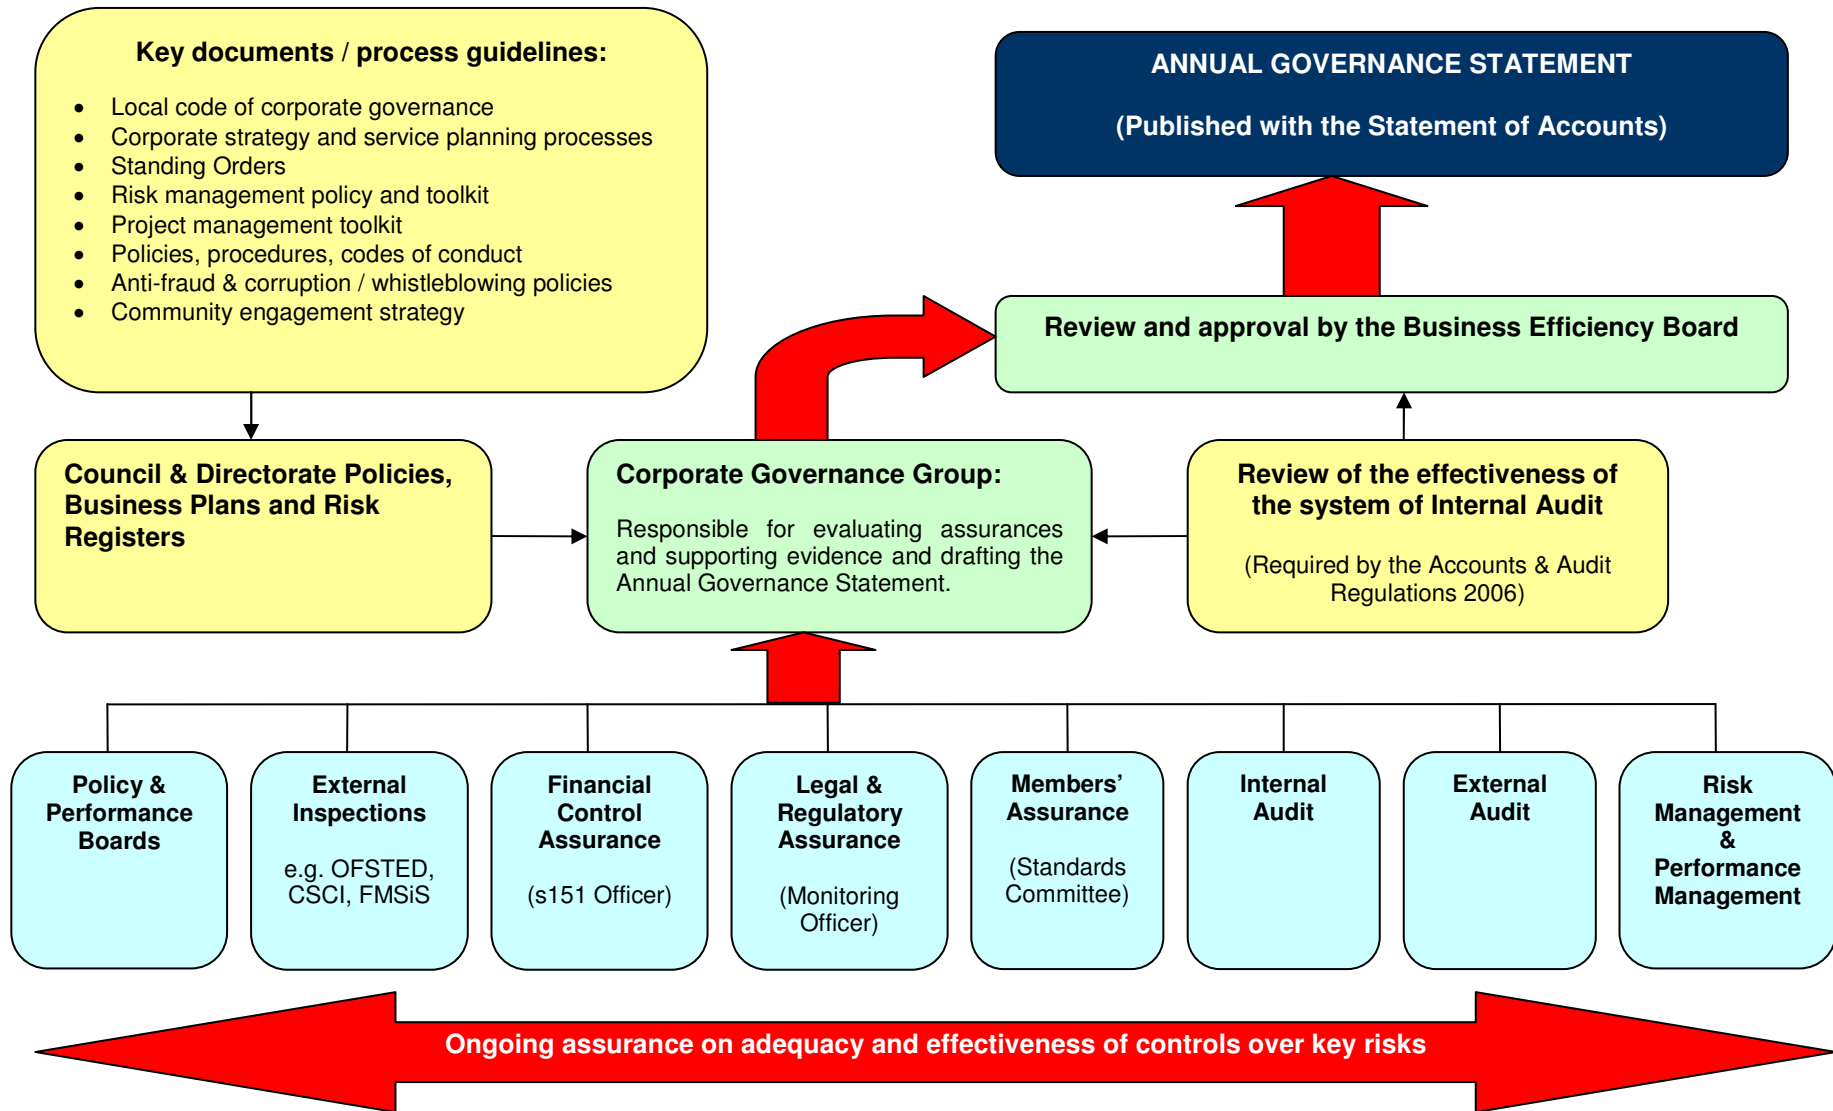 Key documents / process guidelines:
• Local code of corporate governance
• Corporate strategy and service planning processes
• Standing Orders
• Risk management policy and toolkit
• Project management toolkit
• Policies, procedures, codes of conduct
• Anti-fraud & corruption / whistleblowing policies
• Community engagement strategy
ANNUAL GOVERNANCE STATEMENT
(Published with the Statement of Accounts)
Review and approval by the Business Efficiency Board
Council & Directorate Policies,
Business Plans and Risk
Registers
Corporate Governance Group:
Responsible for evaluating assurances
and supporting evidence and drafting the
Annual Governance Statement.
Review of the effectiveness of
the system of Internal Audit
(Required by the Accounts & Audit
Regulations 2006)
Policy &
Performance
Boards
External
Inspections
e.g. OFSTED,
CSCI, FMSiS
Financial
Control
Assurance
(s151 Officer)
Legal &
Regulatory
Assurance
(Monitoring
Officer)
Members’
Assurance
(Standards
Committee)
Internal
Audit
External
Audit
Risk
Management
&
Performance
Management
Ongoing assurance on adequacy and effectiveness of controls over key risks